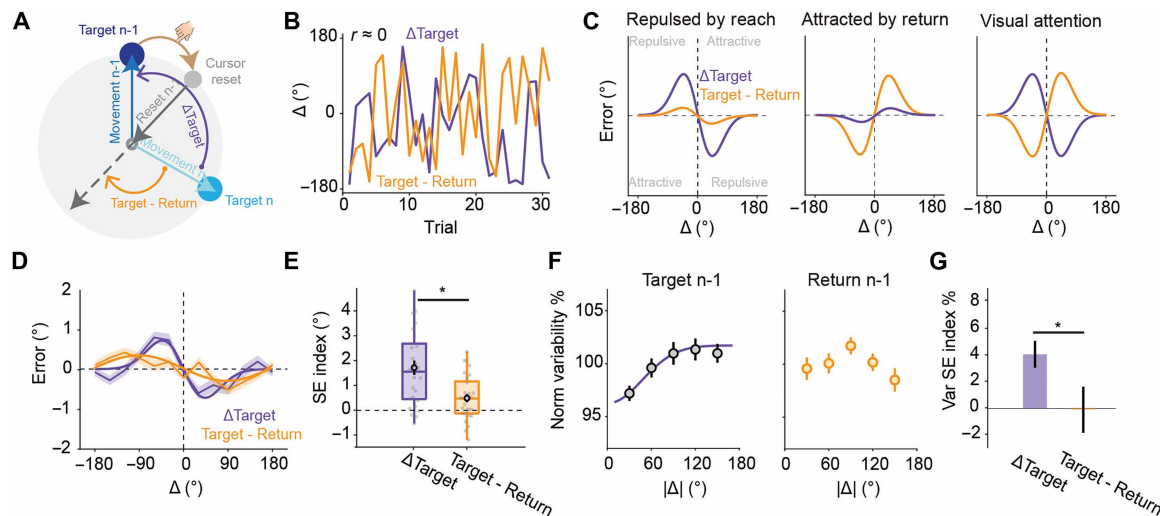 A
Target n-1
Cursor
reset
Movement n-1
Reset n-
ΔTarget
Movement n
Target - Return
Target n
B
180
0
−180
Δ (°)
r ≈ 0
ΔTarget
Target - Return
0
10
20
30
Trial
C
Repulsed by reach
Attracted by return
Visual attention
Repulsive
Attractive
ΔTarget
Target - Return
Error (°)
Attractive
Repulsive
−180
0
180
−180
0
180
−180
0
180
Δ (°)
Δ (°)
Δ (°)
D
2
1
0
-1
−2
Error (°)
ΔTarget
Target - Return
−180
−90
0
90
180
Δ (°)
E
*
4
3
2
1
0
−1
SE index (°)
ΔTarget
Target - Return
F
Target n-1
Return n-1
105
100
95
Norm variability %
0
60
120
180
0
60
120
180
|Δ| (°)
|Δ| (°)
G
8
6
4
2
0
−2
Var SE index %
*
ΔTarget
Target - Return